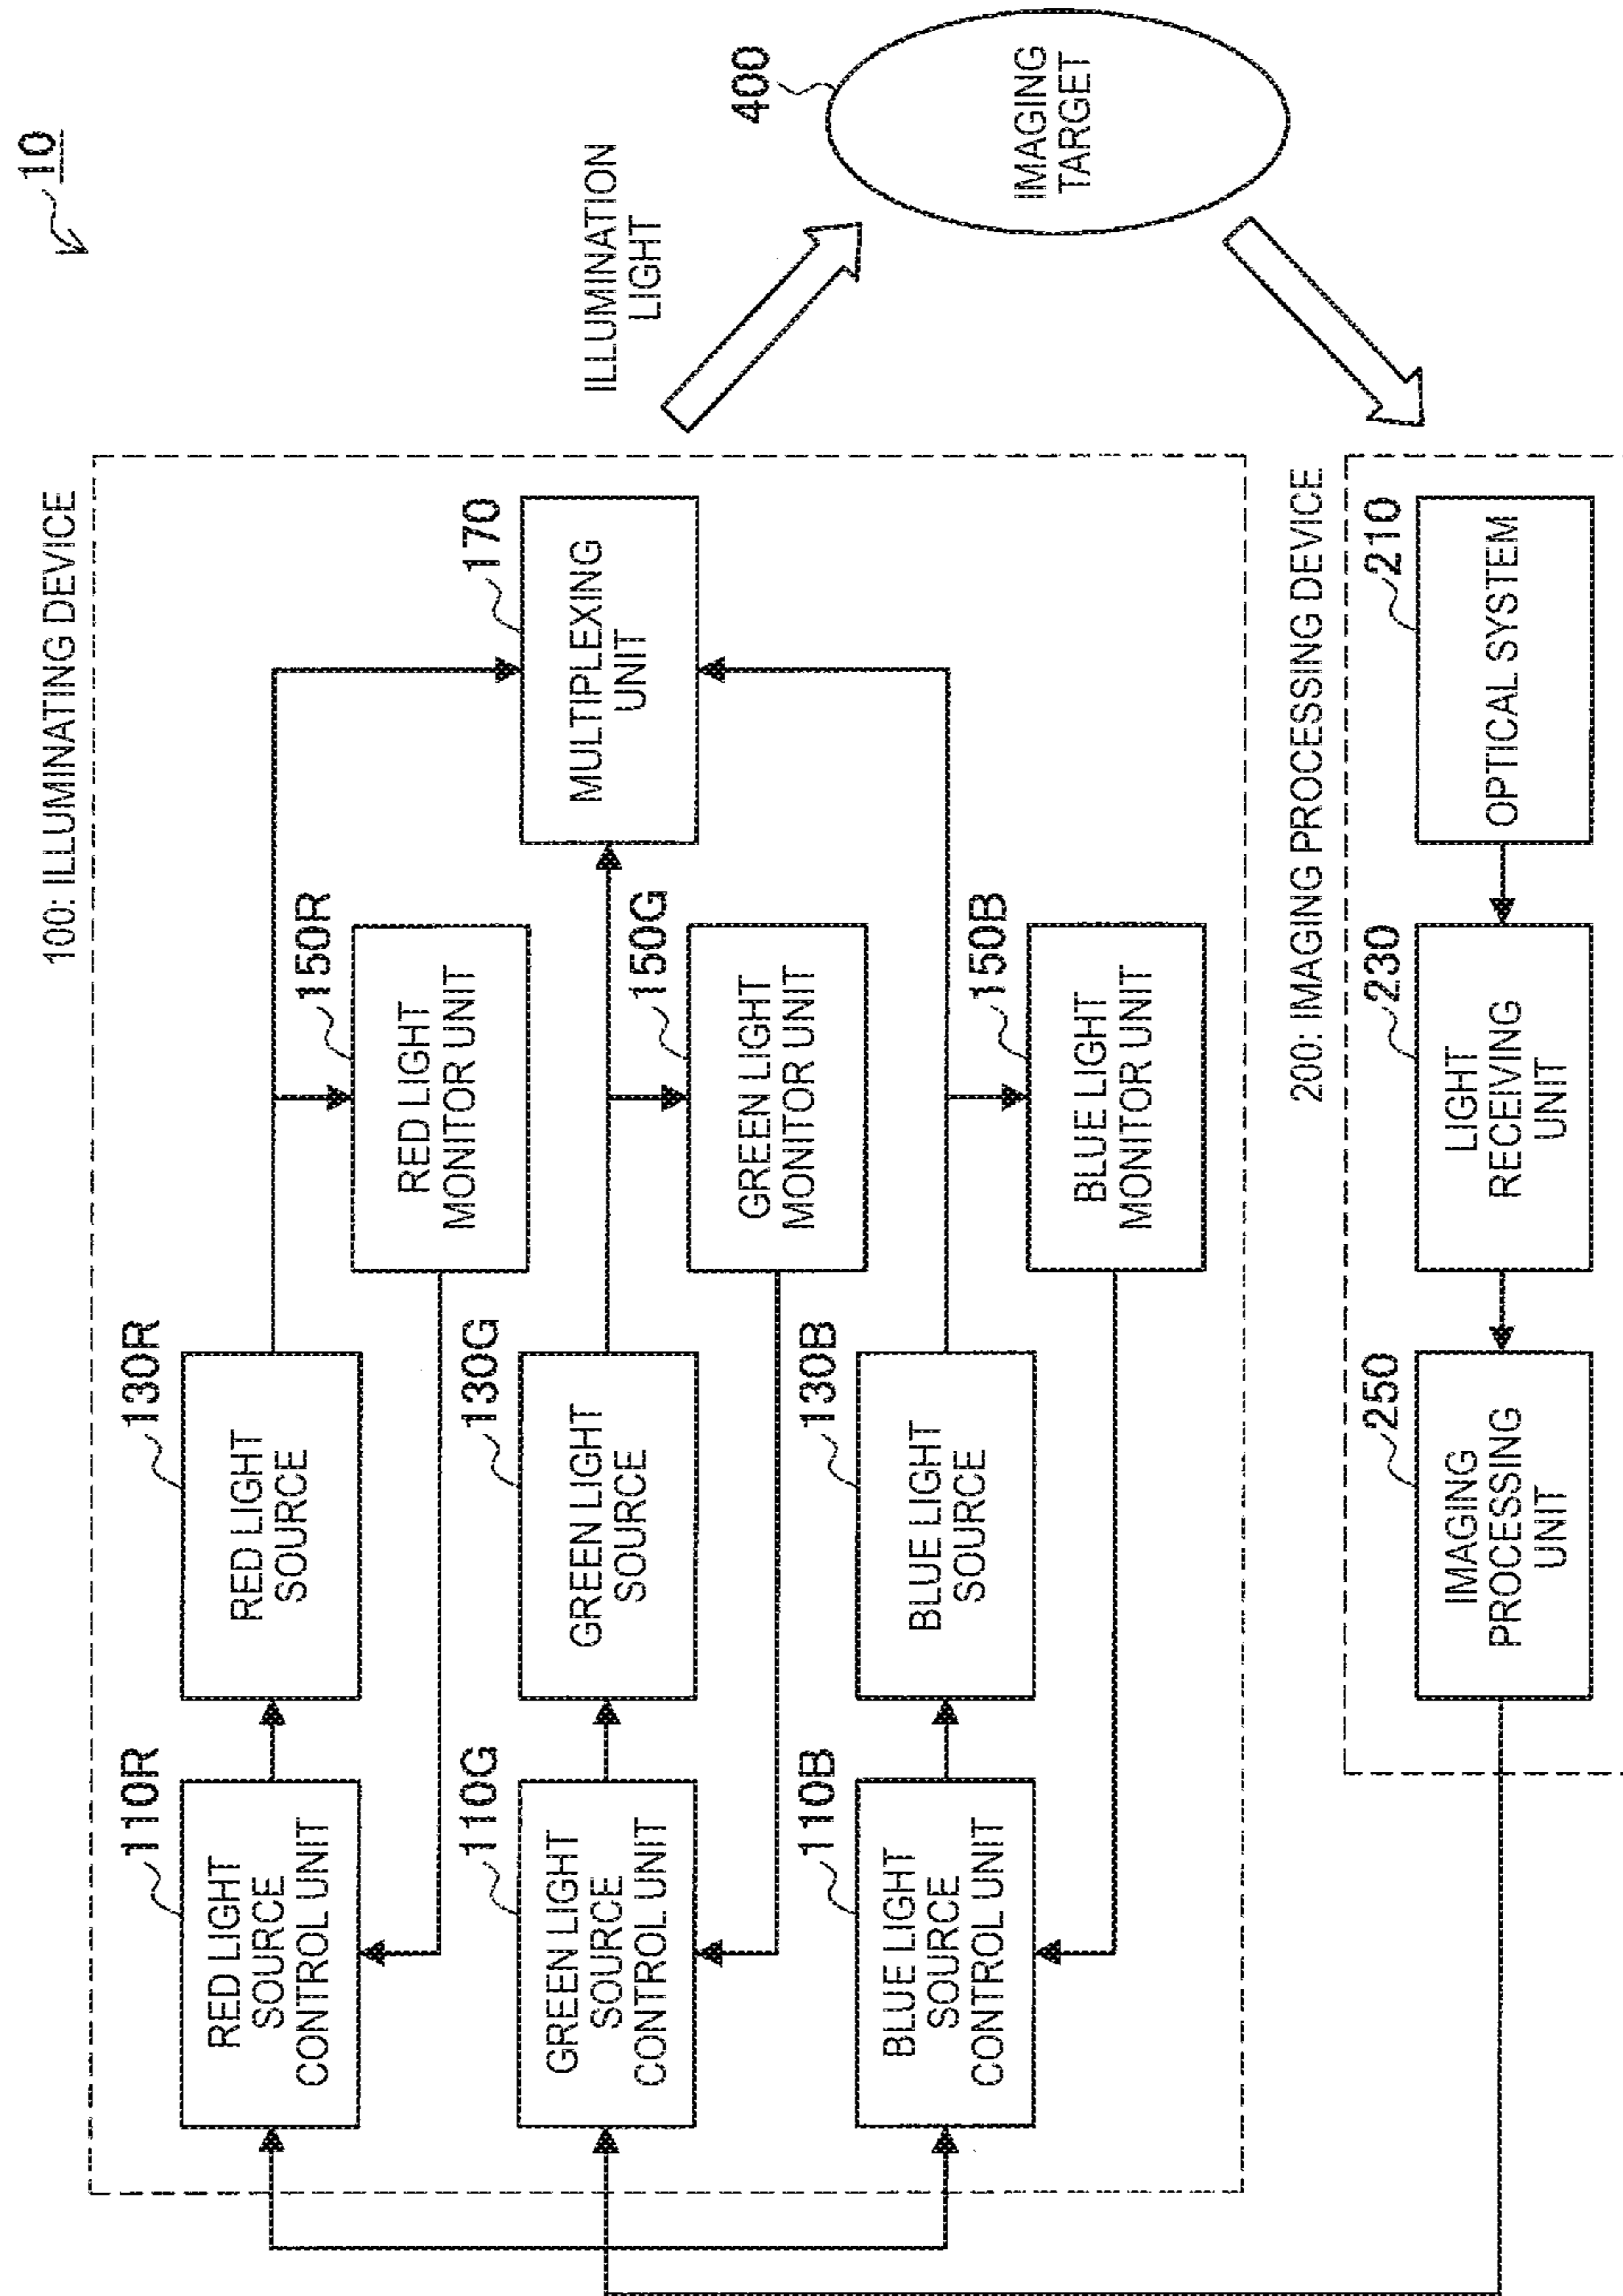 10
100: ILLUMINATING DEVICE
110R
RED LIGHT
SOURCE
CONTROL UNIT
130R
RED LIGHT
SOURCE
150R
RED LIGHT
MONITOR UNIT
110G
GREEN LIGHT
SOURCE
CONTROL UNIT
130G
GREEN LIGHT
SOURCE
150G
GREEN LIGHT
MONITOR UNIT
170
MULTIPLEXING
UNIT
110B
BLUE LIGHT
SOURCE
CONTROL UNIT
130B
BLUE LIGHT
SOURCE
150B
BLUE LIGHT
MONITOR UNIT
ILLUMINATION
LIGHT
400
IMAGING
TARGET
200: IMAGING PROCESSING DEVICE
250
IMAGING
PROCESSING
UNIT
230
LIGHT
RECEIVING
UNIT
210
OPTICAL SYSTEM